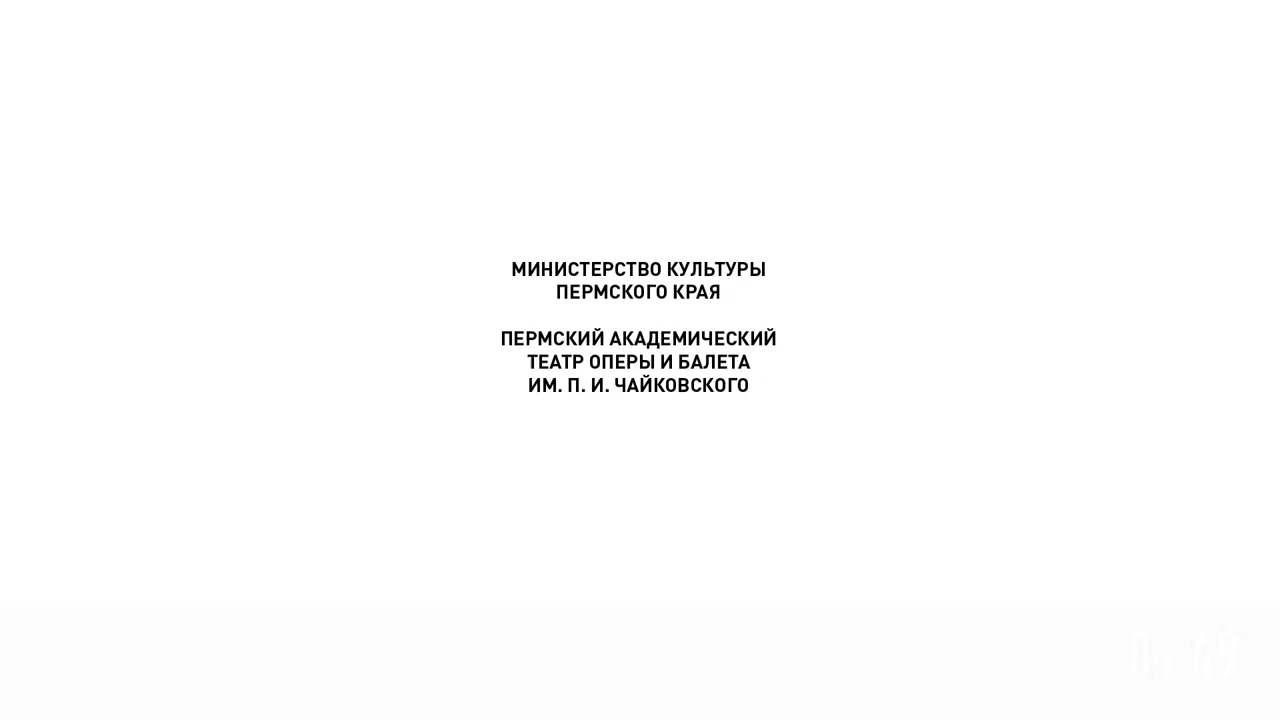 МИНИСТЕРСТВО КУЛЬТУРЫ
ПЕРМСКОГО КРАЯ
ПЕРМСКИЙ АКАДЕМИЧЕСКИЙ
ТЕАТР ОПЕРЫ И БАЛЕТА
ИМ. П. И. ЧАЙКОВСКОГО